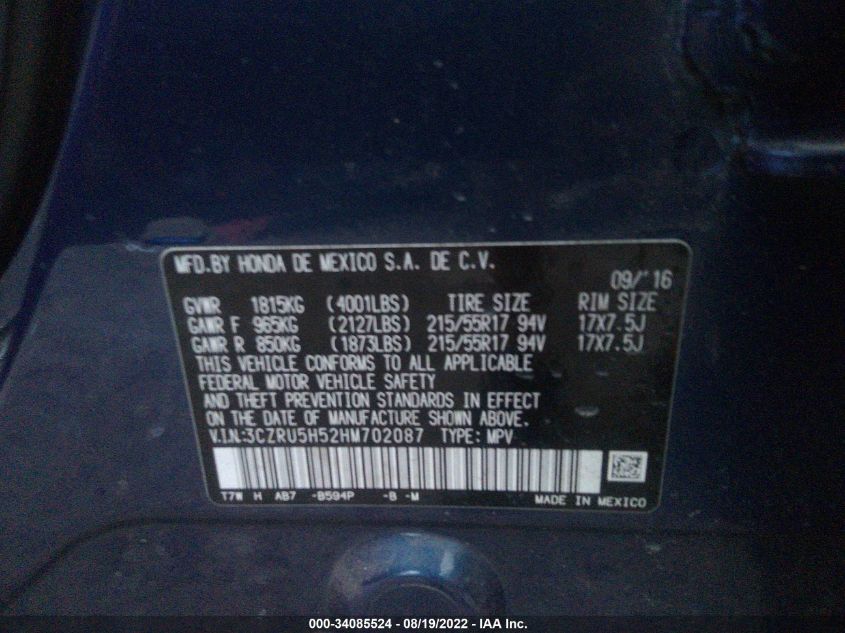 MFD.BY HONDA DE MEXICO S.A. DE C.V.
09/'16
GVWR 1815KG (4001LBS) TIRE SIZE RIM SIZE
GAWR F 965KG (2127LBS) 215/55R17 94V 17X7.5J
GAWR R 850KG (1873LBS) 215/55R17 94V 17X7.5J
THIS VEHICLE CONFORMS TO ALL APPLICABLE
FEDERAL MOTOR VEHICLE SAFETY
AND THEFT PREVENTION STANDARDS IN EFFECT
ON THE DATE OF MANUFACTURE SHOWN ABOVE.
V.I.N:3CZRU5H52HM702087 TYPE: MPV
T7W H AB7 -B594P -B -M MADE IN MEXICO
000-34085524 - 08/19/2022 - IAA Inc.